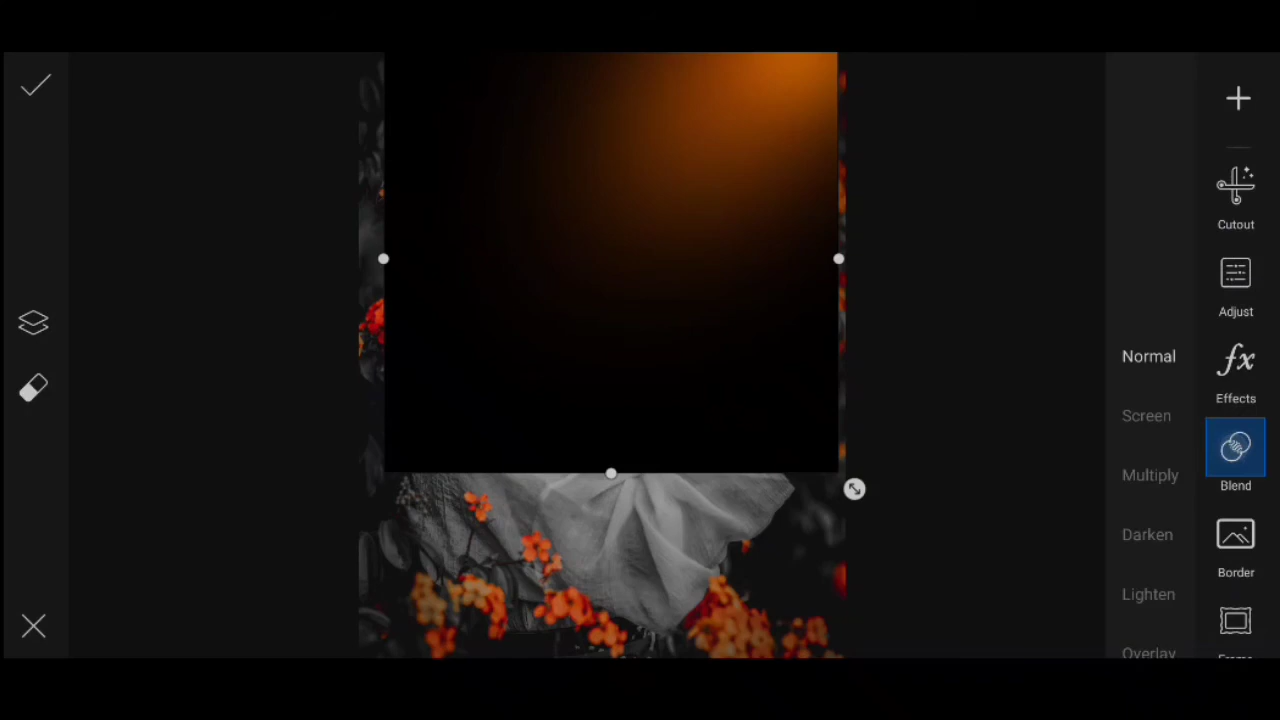 Cutout
Adjust
Effects
Blend
Border
Normal
Screen
Multiply
Darken
Lighten
Overlay